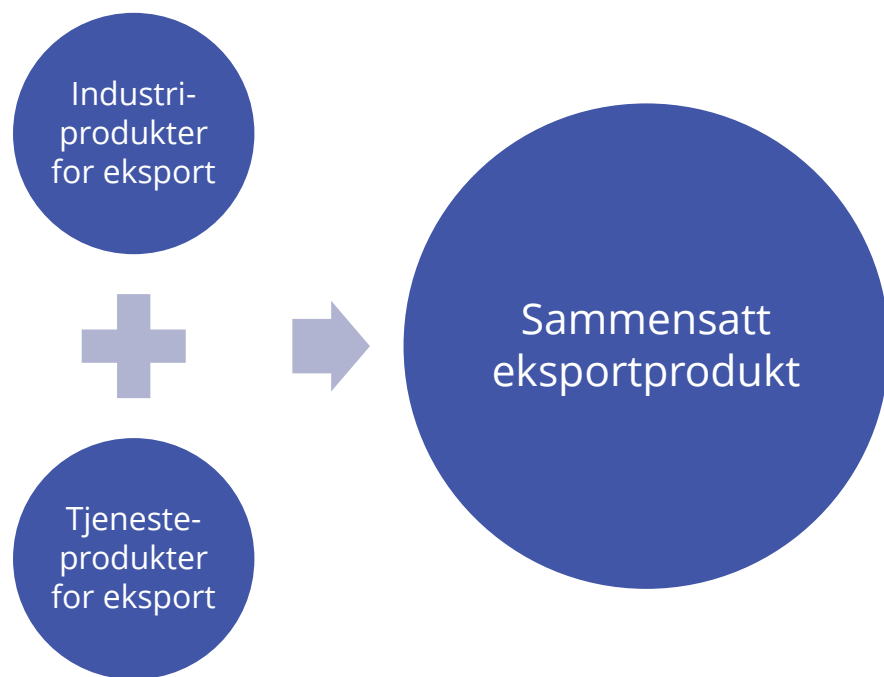 Industri-
produkter
for eksport
Tjeneste-
produkter
for eksport
Sammensatt
eksportprodukt